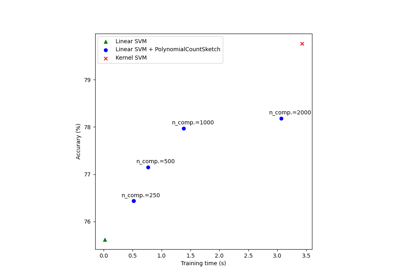 Linear SVM
Linear SVM + PolynomialCountSketch
Kernel SVM
79
78
77
76
Accurary (%)
n_comp.=2000
n_comp.=1000
n_comp.=500
n_comp.=250
0.0 0.5 1.0 1.5 2.0 2.5 3.0 3.5
Training time (s)